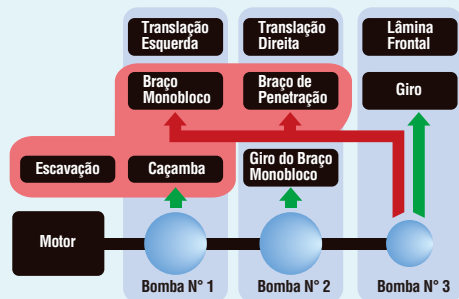 Translação
Esquerda
Translação
Direita
Lâmina
Frontal
Braço
Monobloco
Braço de
Penetração
Giro
Escavação
Caçamba
Giro do Braço
Monobloco
Motor
Bomba N° 1
Bomba N° 2
Bomba N° 3